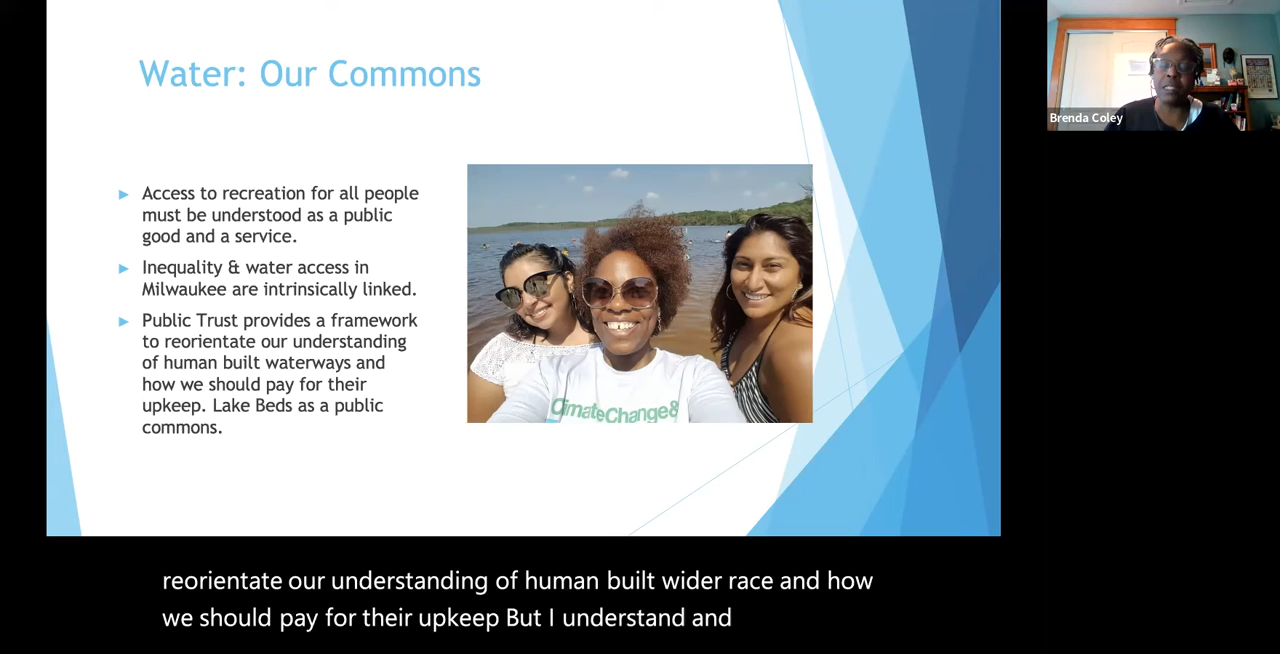 Water: Our Commons
Access to recreation for all people
must be understood as a public
good and a service.
Inequality & water access in
Milwaukee are intrinsically linked.
Public Trust provides a framework
to reorientate our understanding
of human built waterways and
how we should pay for their
upkeep. Lake Beds as a public
commons.
ClimateChange&
Brenda Coley
reorientate our understanding of human built wider race and how
we should pay for their upkeep But I understand and